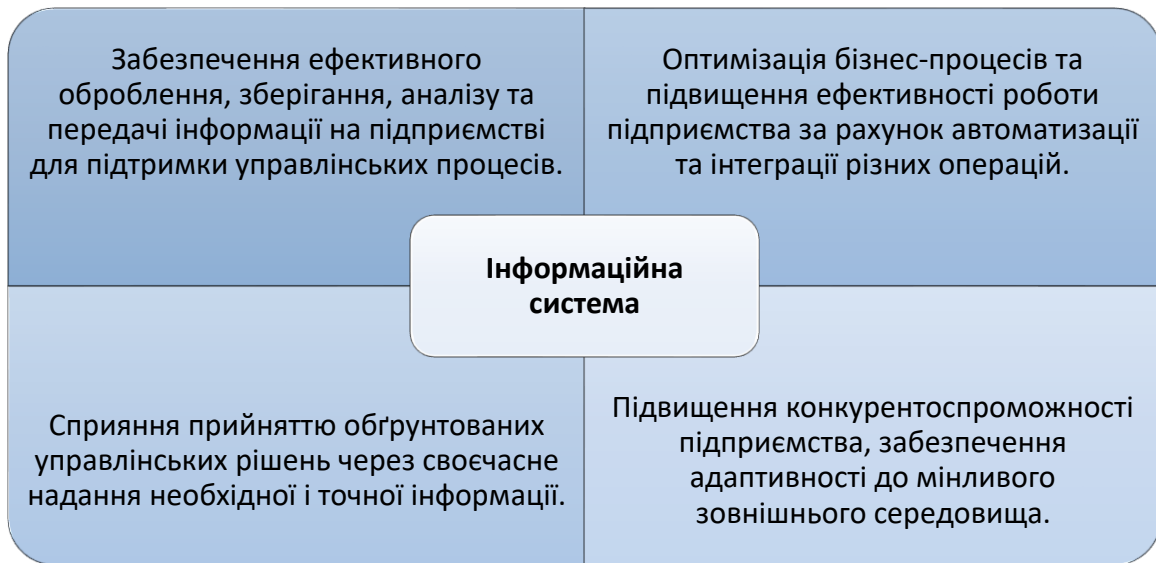 Забезпечення ефективного
оброблення, зберігання, аналізу та
передачі інформації на підприємстві
для підтримки управлінських процесів.
Оптимізація бізнес-процесів та
підвищення ефективності роботи
підприємства за рахунок автоматизації
та інтеграції різних операцій.
Інформаційна
система
Сприяння прийняттю обґрунтованих
управлінських рішень через своєчасне
надання необхідної і точної інформації.
Підвищення конкурентоспроможності
підприємства, забезпечення
адаптивності до мінливого
зовнішнього середовища.